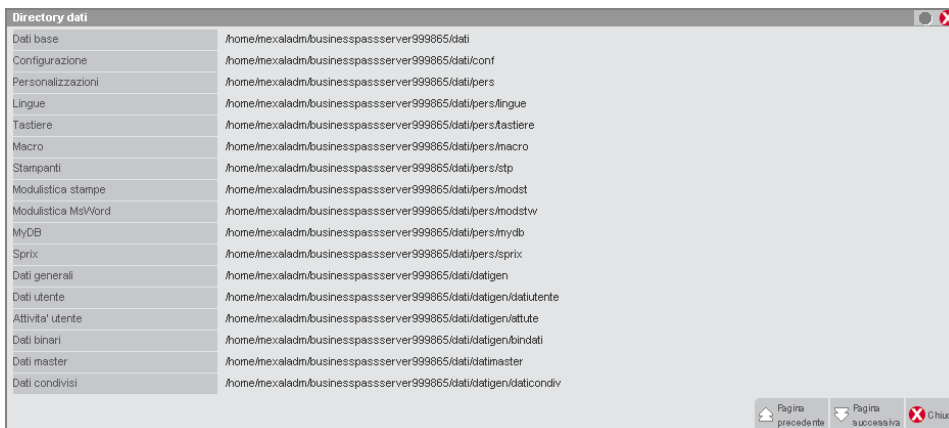 Directory dati
Dati base /home/mexaladm/businesspassserver999865/dati
Configurazione /home/mexaladm/businesspassserver999865/dati/conf
Personalizzazioni /home/mexaladm/businesspassserver999865/dati/pers
Lingue /home/mexaladm/businesspassserver999865/dati/pers/lingue
Tastiere /home/mexaladm/businesspassserver999865/dati/pers/tastiere
Macro /home/mexaladm/businesspassserver999865/dati/pers/macro
Stampanti /home/mexaladm/businesspassserver999865/dati/pers/stp
Modulistica stampe /home/mexaladm/businesspassserver999865/dati/pers/modst
Modulistica MsWord /home/mexaladm/businesspassserver999865/dati/pers/modstw
MyDB /home/mexaladm/businesspassserver999865/dati/pers/mydb
Sprix /home/mexaladm/businesspassserver999865/dati/pers/sprix
Dati generali /home/mexaladm/businesspassserver999865/dati/datigen
Dati utente /home/mexaladm/businesspassserver999865/dati/datigen/datiutente
Attivita' utente /home/mexaladm/businesspassserver999865/dati/datigen/attute
Dati binari /home/mexaladm/businesspassserver999865/dati/datigen/bindati
Dati master /home/mexaladm/businesspassserver999865/dati/datimaster
Dati condivisi /home/mexaladm/businesspassserver999865/dati/datigen/daticondiv
Pagina precedente
Pagina successiva
Chiud